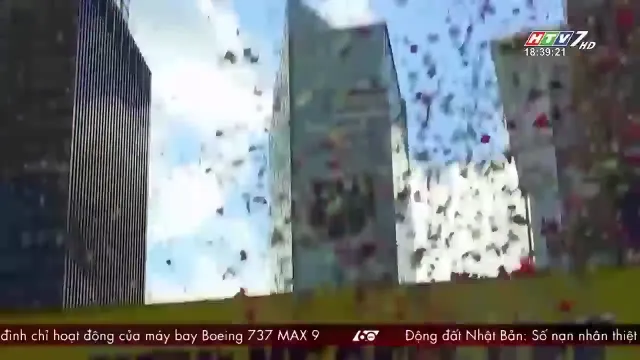 HTV7 HD
18:39:21
đình chỉ hoạt động của máy bay Boeing 737 MAX 9 60 Động đất Nhật Bản: Số nạn nhân thiệt